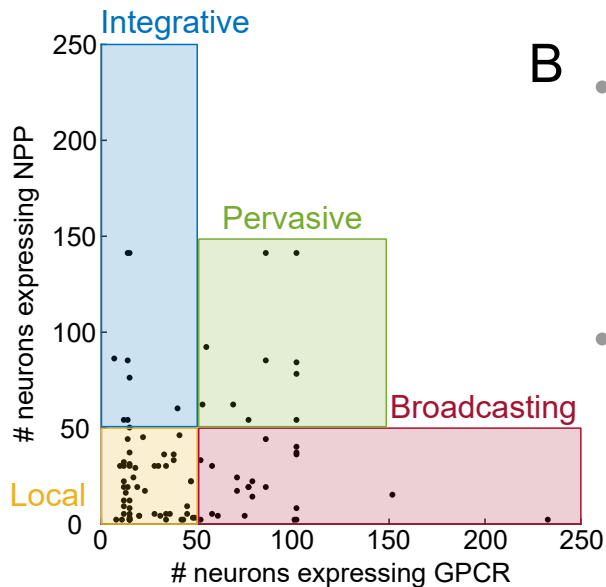 Integrative
B
250
200
150
100
50
0
# neurons expressing NPP
Pervasive
Broadcasting
Local
0 50 100 150 200 250
# neurons expressing GPCR